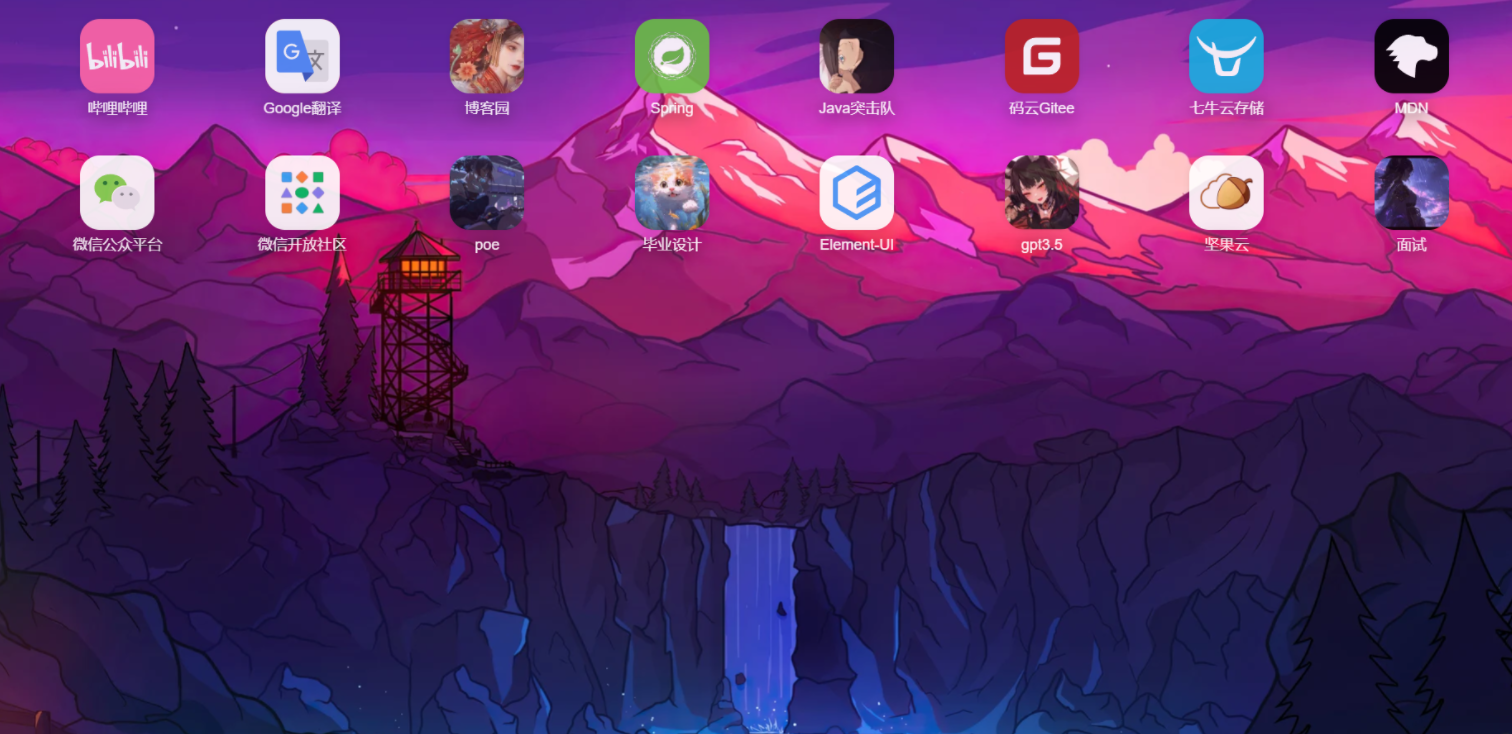 bilibili
哔哩哔哩
G 文
Google翻译
博客园
Spring
Java突击队
G
码云Gitee
七牛云存储
MDN
微信公众平台
微信开放社区
poe
毕业设计
Element-UI
gpt3.5
坚果云
面试